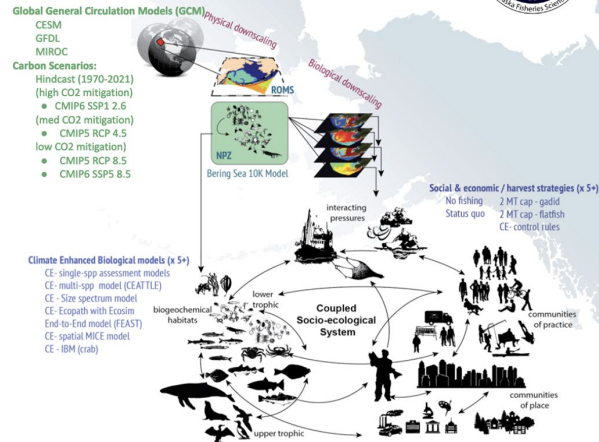 Global General Circulation Models (GCM)
CESM
GFDL
MIROC
Carbon Scenarios:
Hindcast (1970-2021)
(high CO2 mitigation)
• CMIP6 SSP1 2.6
(med CO2 mitigation)
• CMIP5 RCP 4.5
low CO2 mitigation)
• CMIP5 RCP 8.5
• CMIP6 SSP5 8.5
Physical downscaling
ROMS
Biological downscaling
NPZ
Bering Sea 10K Model
Social & economic / harvest strategies (x 5+)
No fishing 2 MT cap - gadid
Status quo 2 MT cap - flatfish
CE- control rules
interacting
pressures
Climate Enhanced Biological models (x 5+)
CE- single-spp assessment models
CE- multi-spp model (CEATTLE)
CE - Size spectrum model
CE- Ecopath with Ecosim
End-to-End model (FEAST)
CE- spatial MICE model
CE - IBM (crab)
biogeochemical
habitats
lower
trophic
Coupled
Socio-ecological
System
communities
of practice
communities
of place
upper trophic
Fisheries